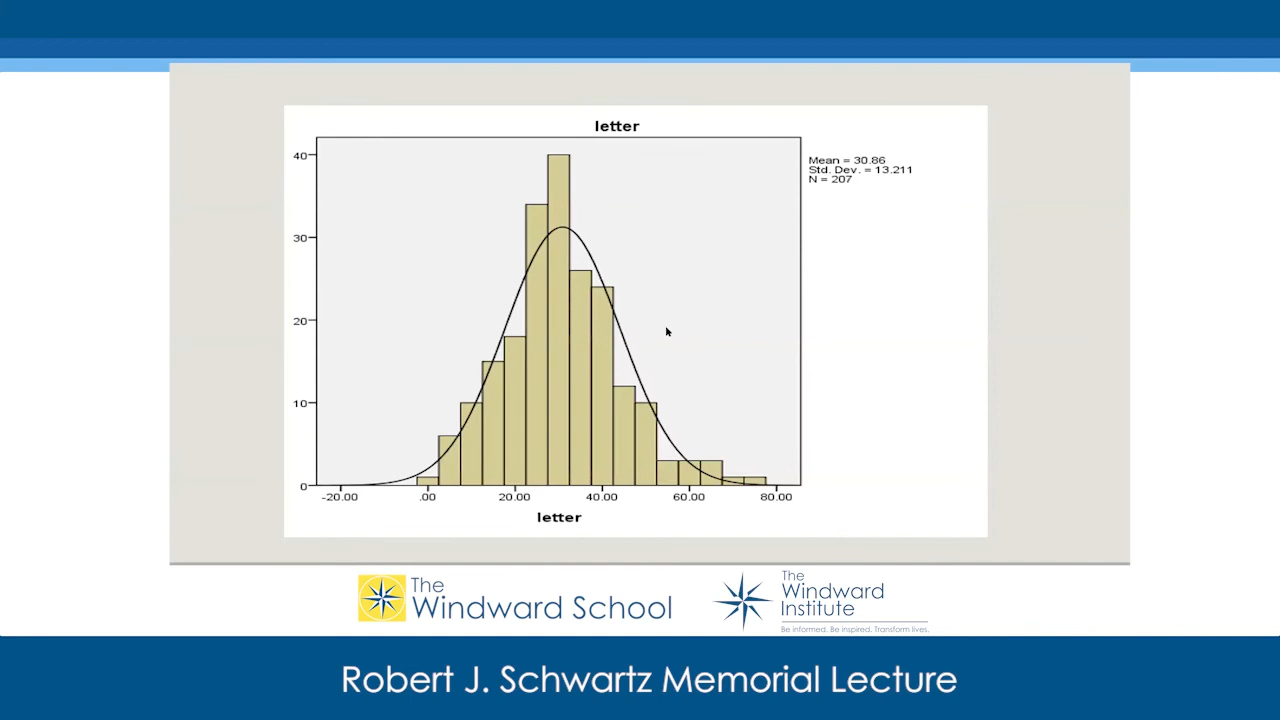 letter
40
30
20
10
0
-20.00 .00 20.00 40.00 60.00 80.00
letter
Mean = 30.86
Std. Dev. = 13.211
N = 207
The
Windward School
The
Windward
Institute
Be informed. Be inspired. Transform lives.
Robert J. Schwartz Memorial Lecture